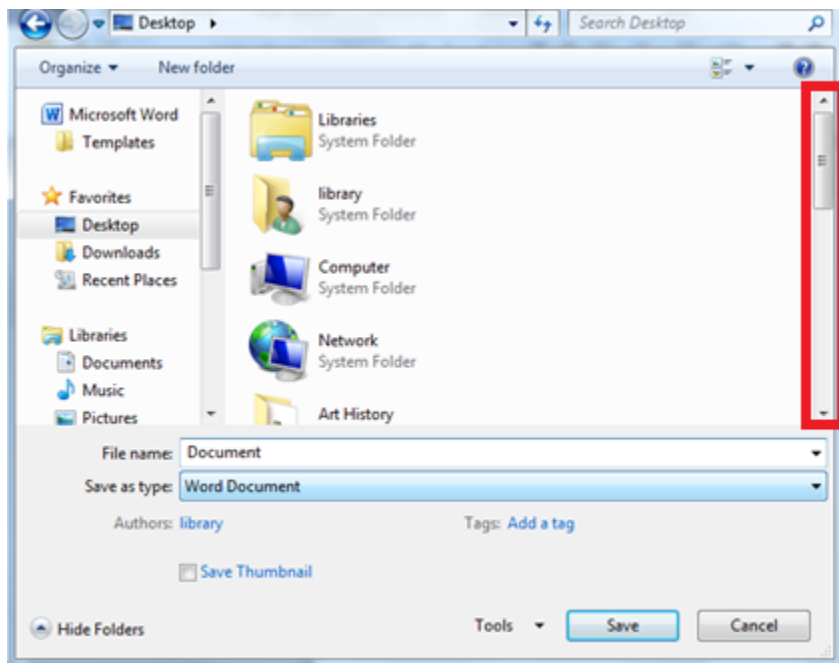 Desktop
Search Desktop
Organize
New folder
Microsoft Word
Templates
Favorites
Desktop
Downloads
Recent Places
Libraries
Documents
Music
Pictures
Libraries
System Folder
library
System Folder
Computer
System Folder
Network
System Folder
Art History
File name: Document
Save as type: Word Document
Authors: library
Tags: Add a tag
Save Thumbnail
Hide Folders
Tools
Save
Cancel